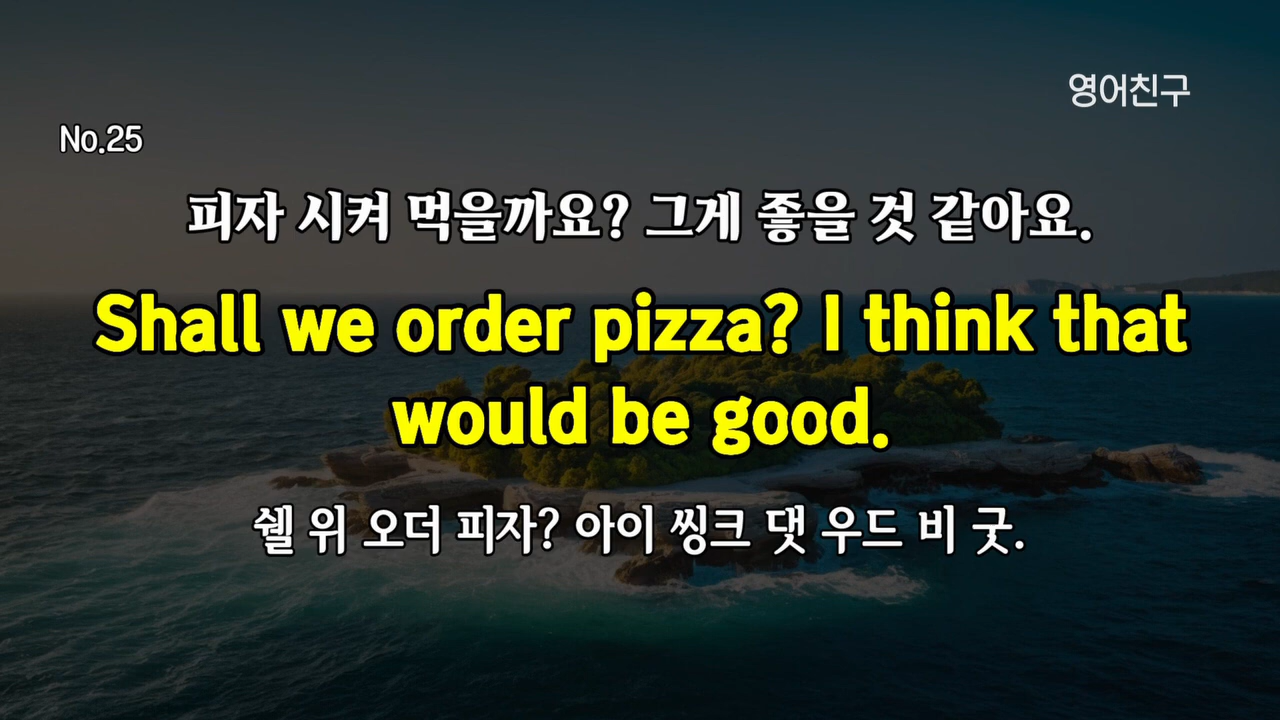 영어친구
No.25
피자 시켜 먹을까요? 그게 좋을 것 같아요.
Shall we order pizza? I think that
would be good.
쉘 위 오더 피자? 아이 씽크 댓 우드 비 굿.